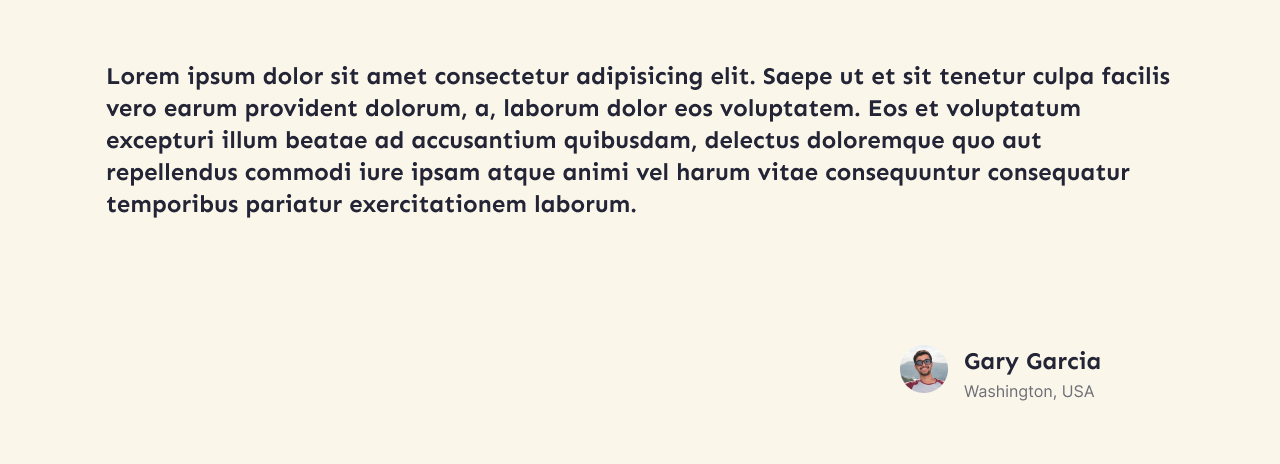 Lorem ipsum dolor sit amet consectetur adipisicing elit. Saepe ut et sit tenetur culpa facilis
vero earum provident dolorum, a, laborum dolor eos voluptatem. Eos et voluptatum
excepturi illum beatae ad accusantium quibusdam, delectus doloremque quo aut
repellendus commodi iure ipsam atque animi vel harum vitae consequuntur consequatur
temporibus pariatur exercitationem laborum.
Gary Garcia
Washington, USA